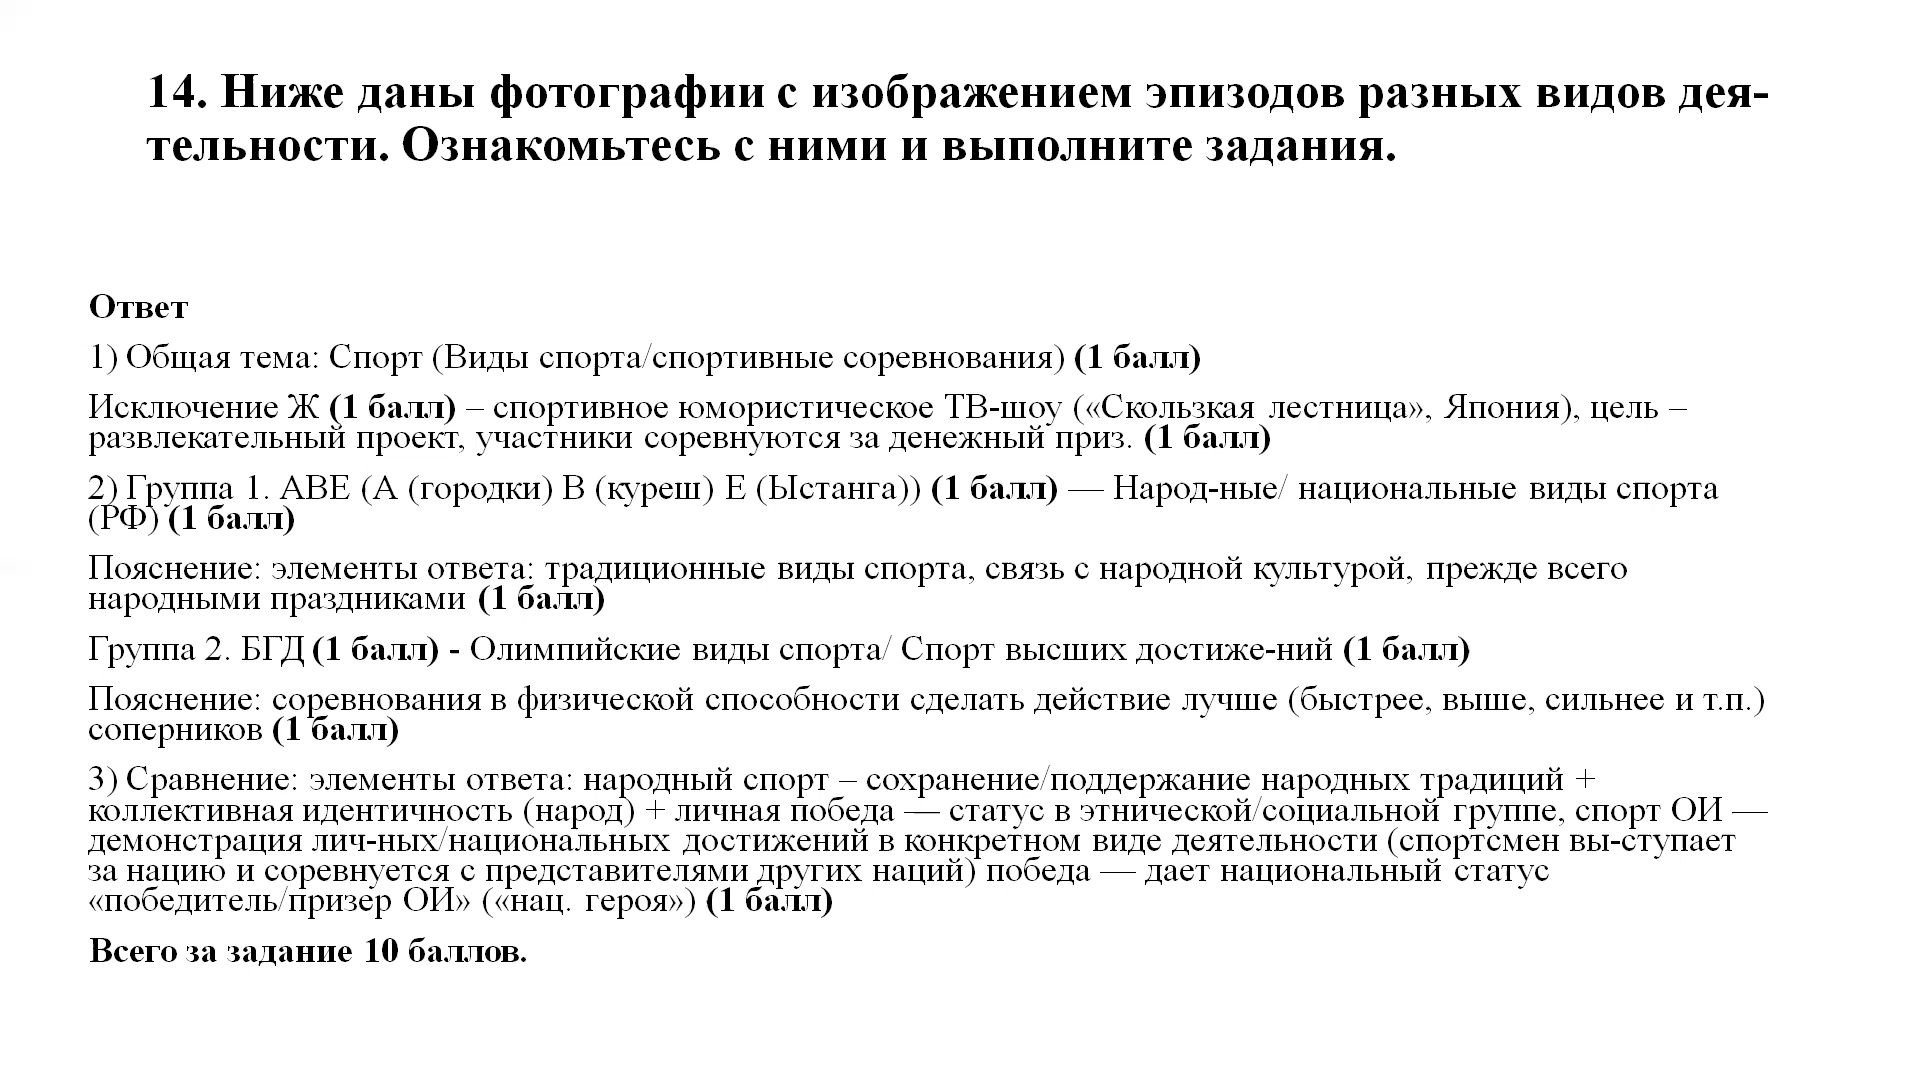 14. Ниже даны фотографии с изображением эпизодов разных видов дея-
тельности. Ознакомьтесь с ними и выполните задания.
Ответ
1) Общая тема: Спорт (Виды спорта/спортивные соревнования) (1 балл)
Исключение Ж (1 балл) – спортивное юмористическое ТВ-шоу («Скользкая лестница», Япония), цель –
развлекательный проект, участники соревнуются за денежный приз. (1 балл)
2) Группа 1. АВЕ (А (городки) В (куреш) Е (Ыстанга)) (1 балл) — Народ-ные/ национальные виды спорта
(РФ) (1 балл)
Пояснение: элементы ответа: традиционные виды спорта, связь с народной культурой, прежде всего
народными праздниками (1 балл)
Группа 2. БГД (1 балл) - Олимпийские виды спорта/ Спорт высших достиже-ний (1 балл)
Пояснение: соревнования в физической способности сделать действие лучше (быстрее, выше, сильнее и т.п.)
соперников (1 балл)
3) Сравнение: элементы ответа: народный спорт – сохранение/поддержание народных традиций +
коллективная идентичность (народ) + личная победа — статус в этнической/социальной группе, спорт ОИ —
демонстрация лич-ных/национальных достижений в конкретном виде деятельности (спортсмен вы-ступает
за нацию и соревнуется с представителями других наций) победа — дает национальный статус
«победитель/призер ОИ» («нац. героя») (1 балл)
Всего за задание 10 баллов.